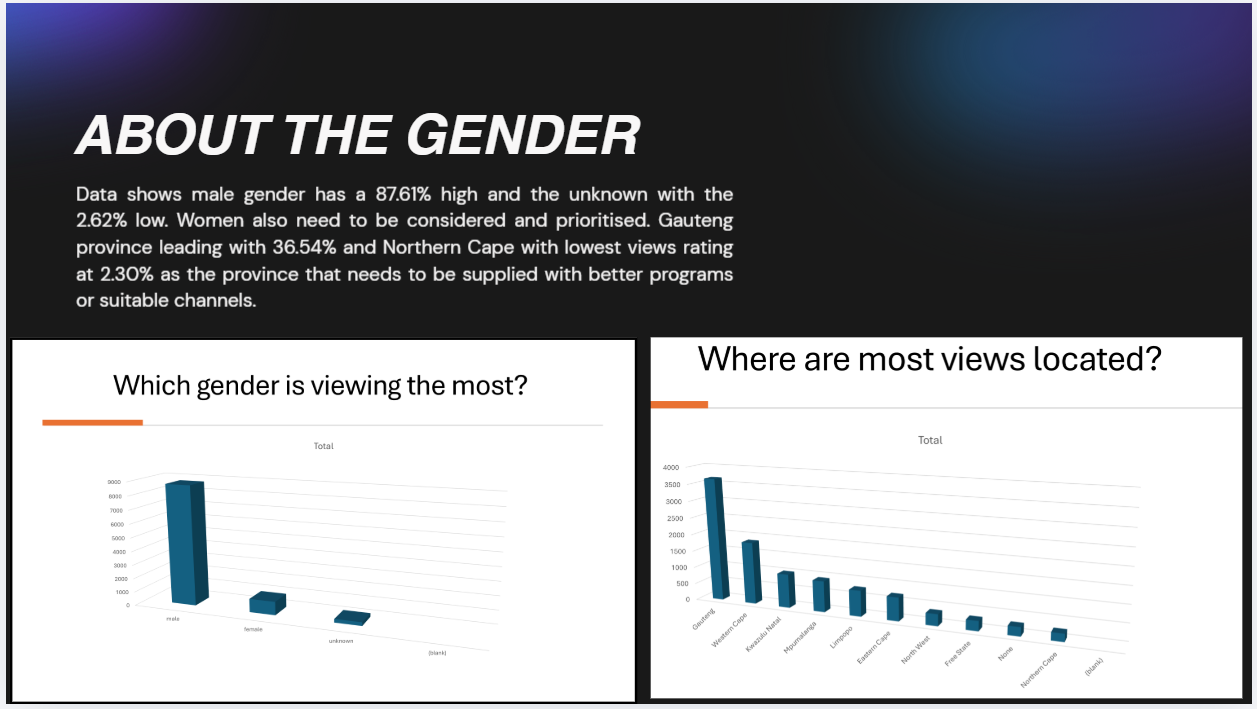 ABOUT THE GENDER
Data shows male gender has a 87.61% high and the unknown with the
2.62% low. Women also need to be considered and prioritised. Gauteng
province leading with 36.54% and Northern Cape with lowest views rating
at 2.30% as the province that needs to be supplied with better programs
or suitable channels.
Which gender is viewing the most?
Total
9000
8000
7000
6000
5000
4000
3000
2000
1000
0
male
female
unknown
(blank)
Where are most views located?
Total
4000
3500
3000
2500
2000
1500
1000
500
0
Gauteng
Western Cape
Kwazulu Natal
Mpumalanga
Limpopo
Eastern Cape
North West
Free State
None
Northern Cape
(blank)